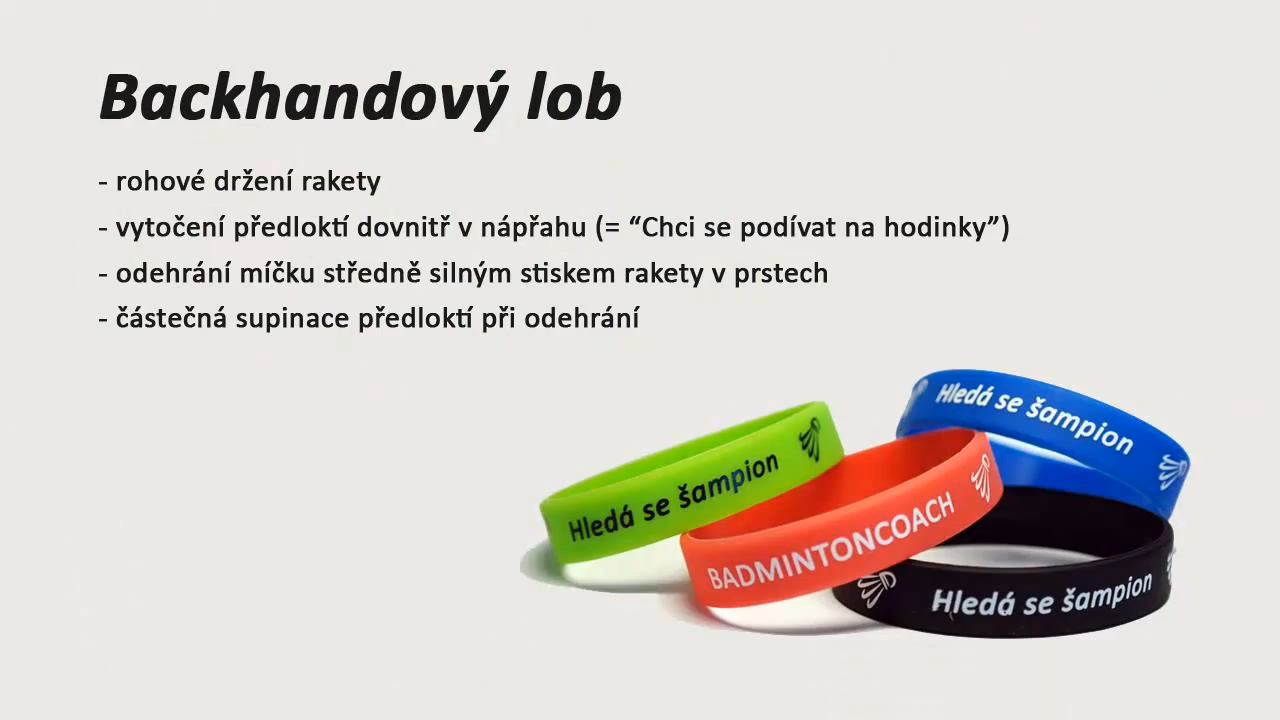 Backhandový lob
- rohové držení rakety
- vytočení předloktí dovnitř v nápřahu (= “Chci se podívat na hodinky”)
- odehrání míčku středně silným stiskem rakety v prstech
- částečná supinace předloktí při odehrání
Hledá se šampion
Hledá se šampion
BADMINTONCOACH
Hledá se šampion